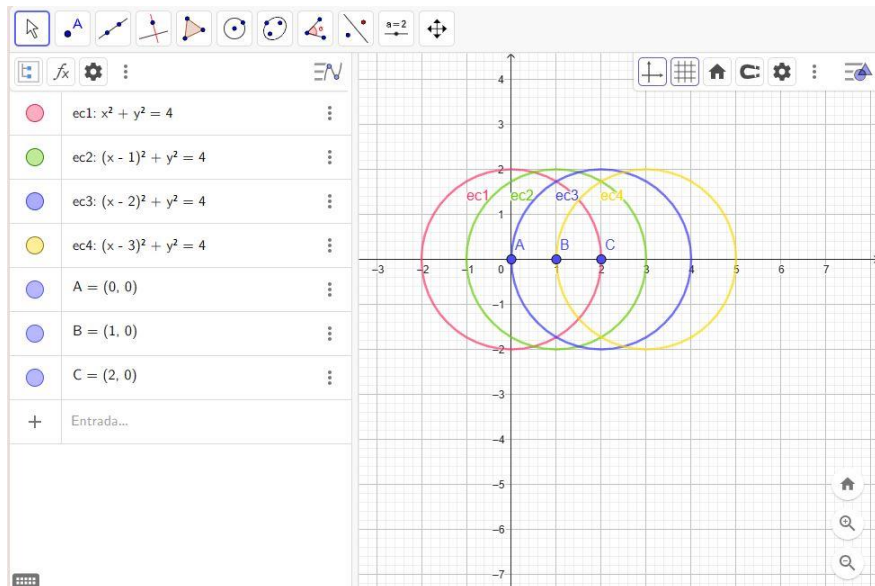 A
a=2
fx
ec1: x² + y² = 4
ec2: (x - 1)² + y² = 4
ec3: (x - 2)² + y² = 4
ec4: (x - 3)² + y² = 4
A = (0, 0)
B = (1, 0)
C = (2, 0)
+ Entrada...
4
3
2
1
ec1 ec2 ec3 ec4
A B C
−3 −2 −1 0 1 2 3 4 5 6 7
−1
−2
−3
−4
−5
−6
−7